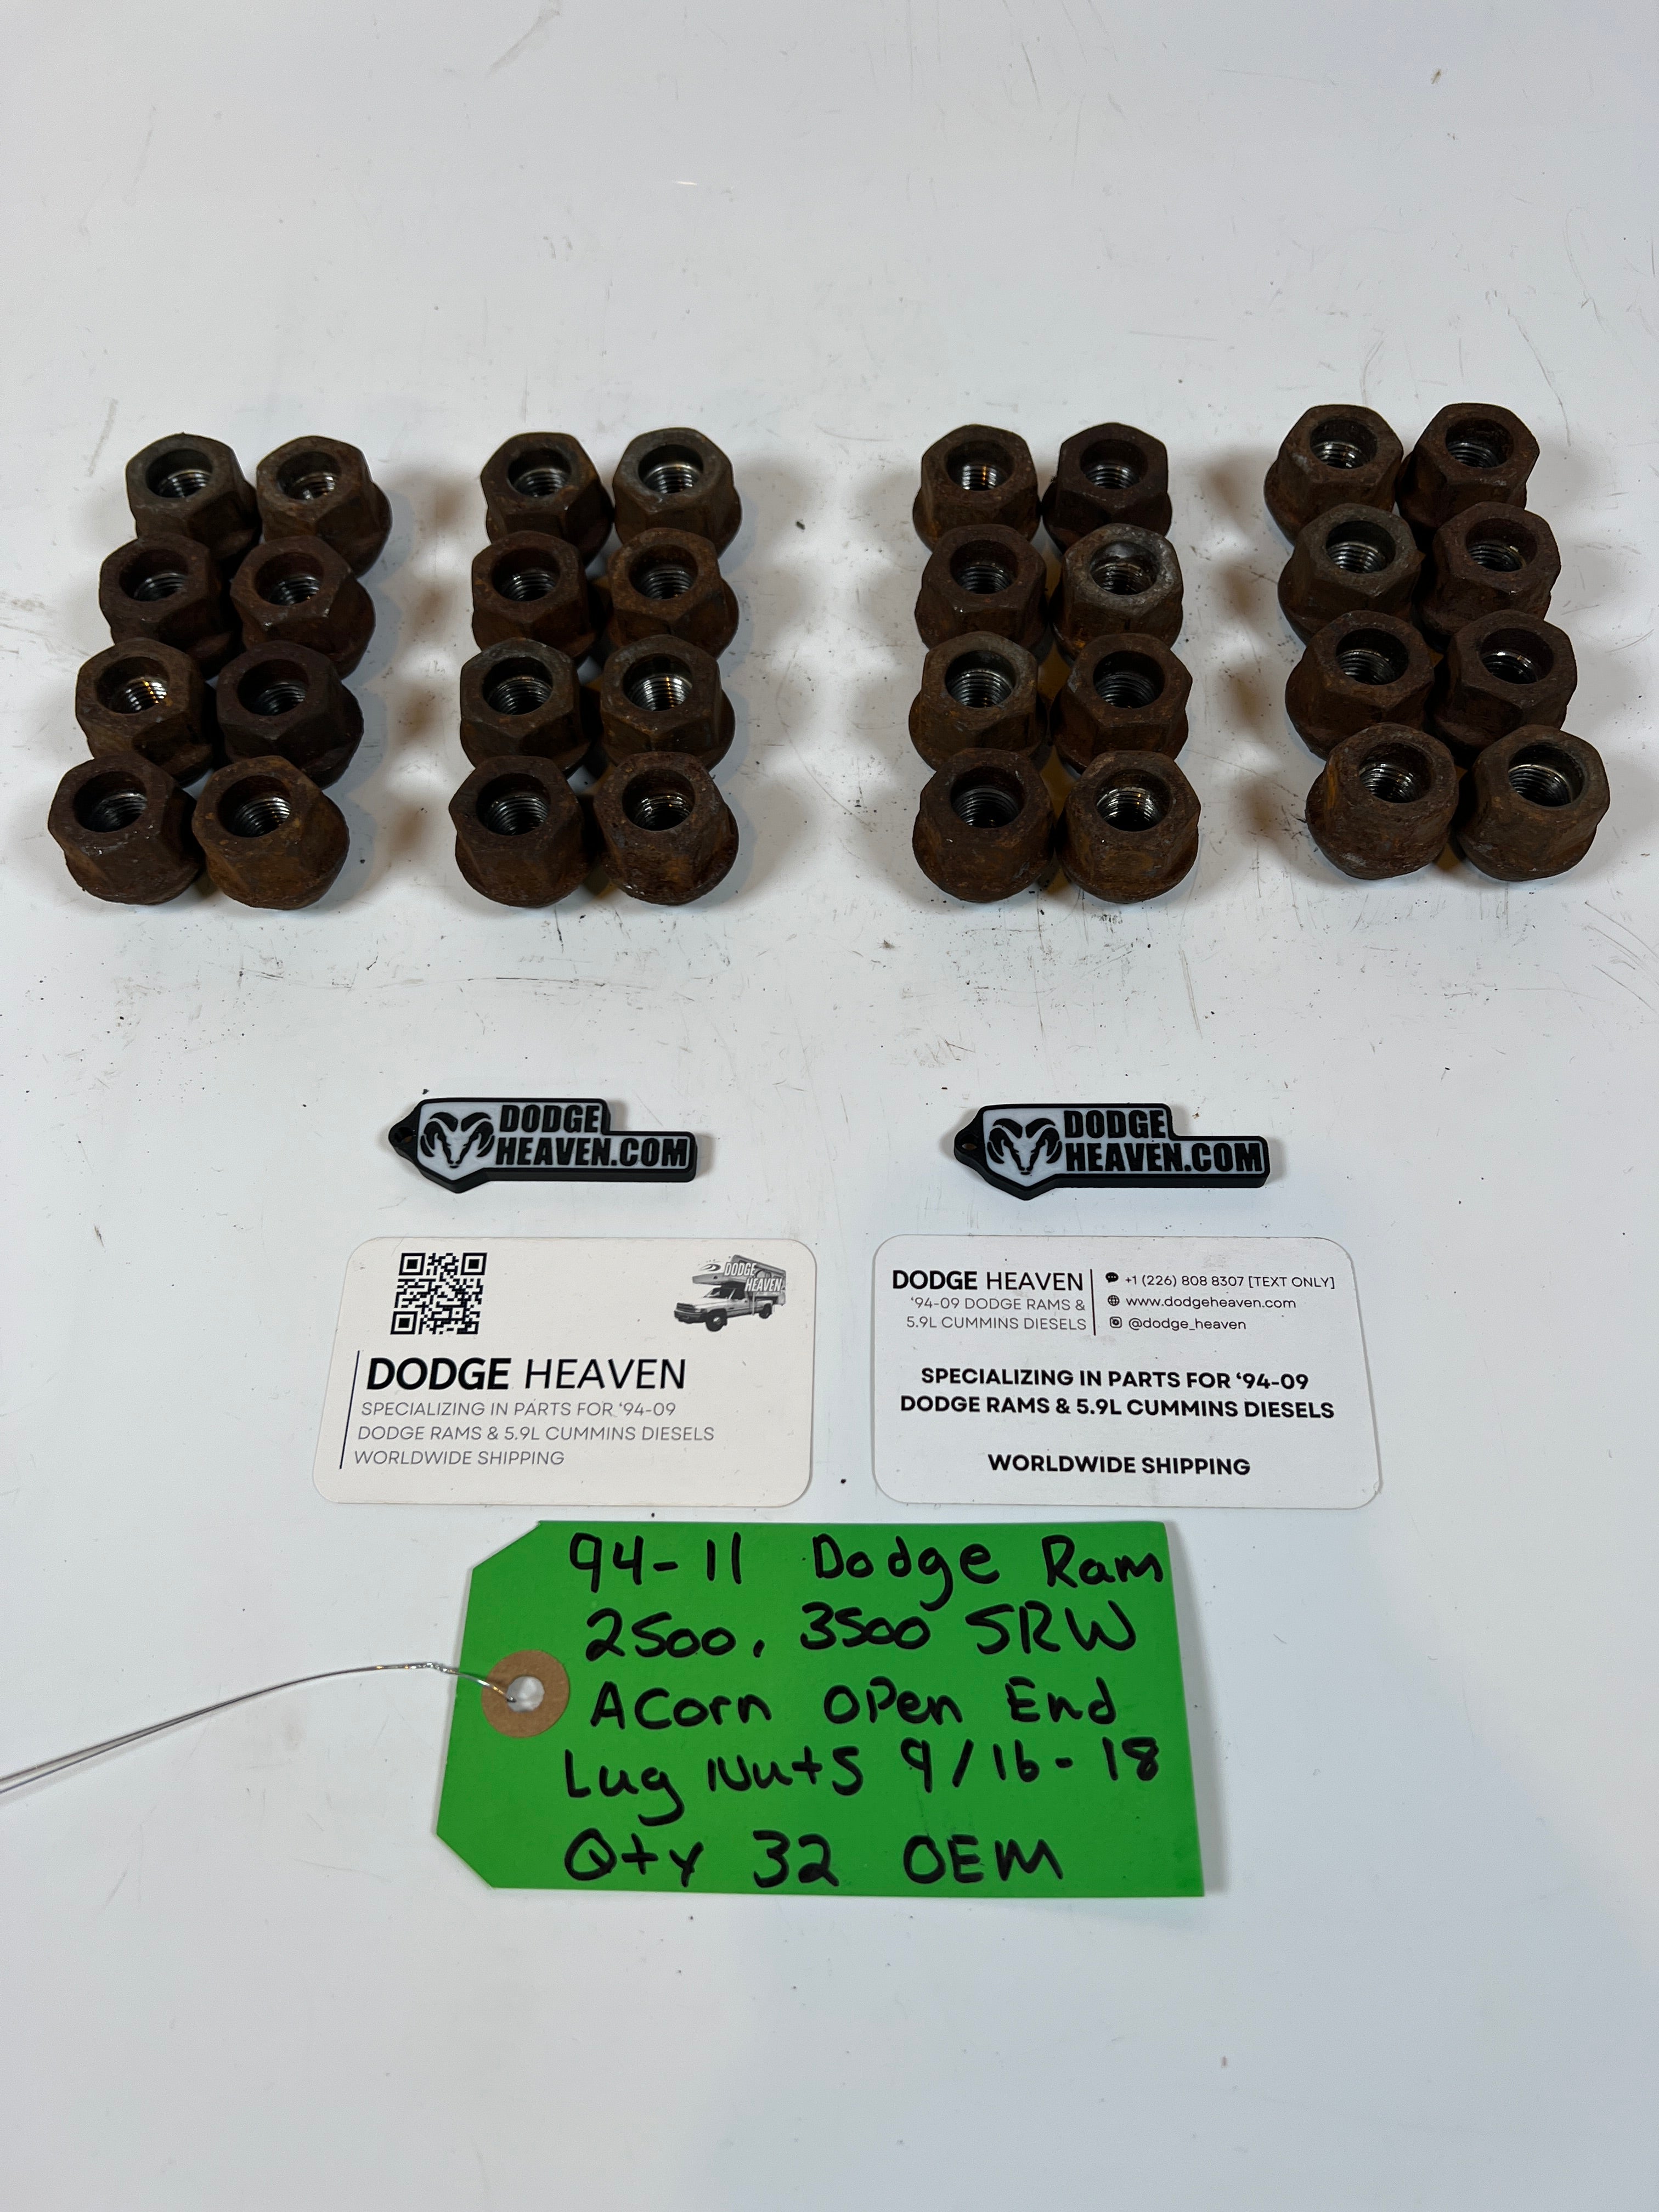 DODGE
HEAVEN.COM
DODGE
HEAVEN.COM
DODGE
HEAVEN
DODGE HEAVEN
SPECIALIZING IN PARTS FOR ‘94-09
DODGE RAMS & 5.9L CUMMINS DIESELS
WORLDWIDE SHIPPING
DODGE HEAVEN
‘94-09 DODGE RAMS &
5.9L CUMMINS DIESELS
+1 (226) 808 8307 [TEXT ONLY]
www.dodgeheaven.com
@dodge_heaven
SPECIALIZING IN PARTS FOR ‘94-09
DODGE RAMS & 5.9L CUMMINS DIESELS
WORLDWIDE SHIPPING
94-11 Dodge Ram
2500, 3500 SRW
Acorn Open End
Lug Nuts 9/16-18
Qty 32 OEM